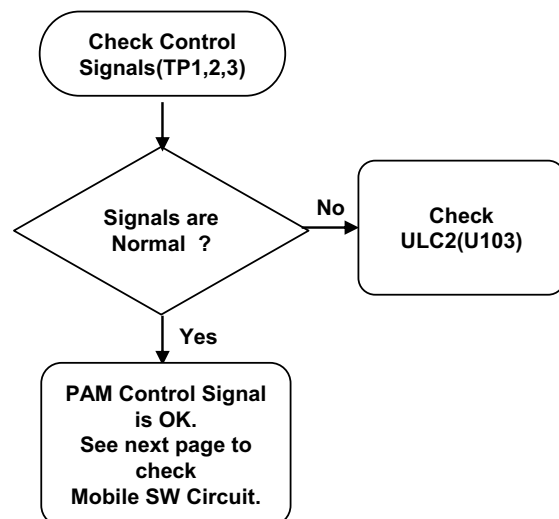 Check Control
Signals(TP1,2,3)
Signals are
Normal ?
No
Check
ULC2(U103)
Yes
PAM Control Signal
is OK.
See next page to
check
Mobile SW Circuit.